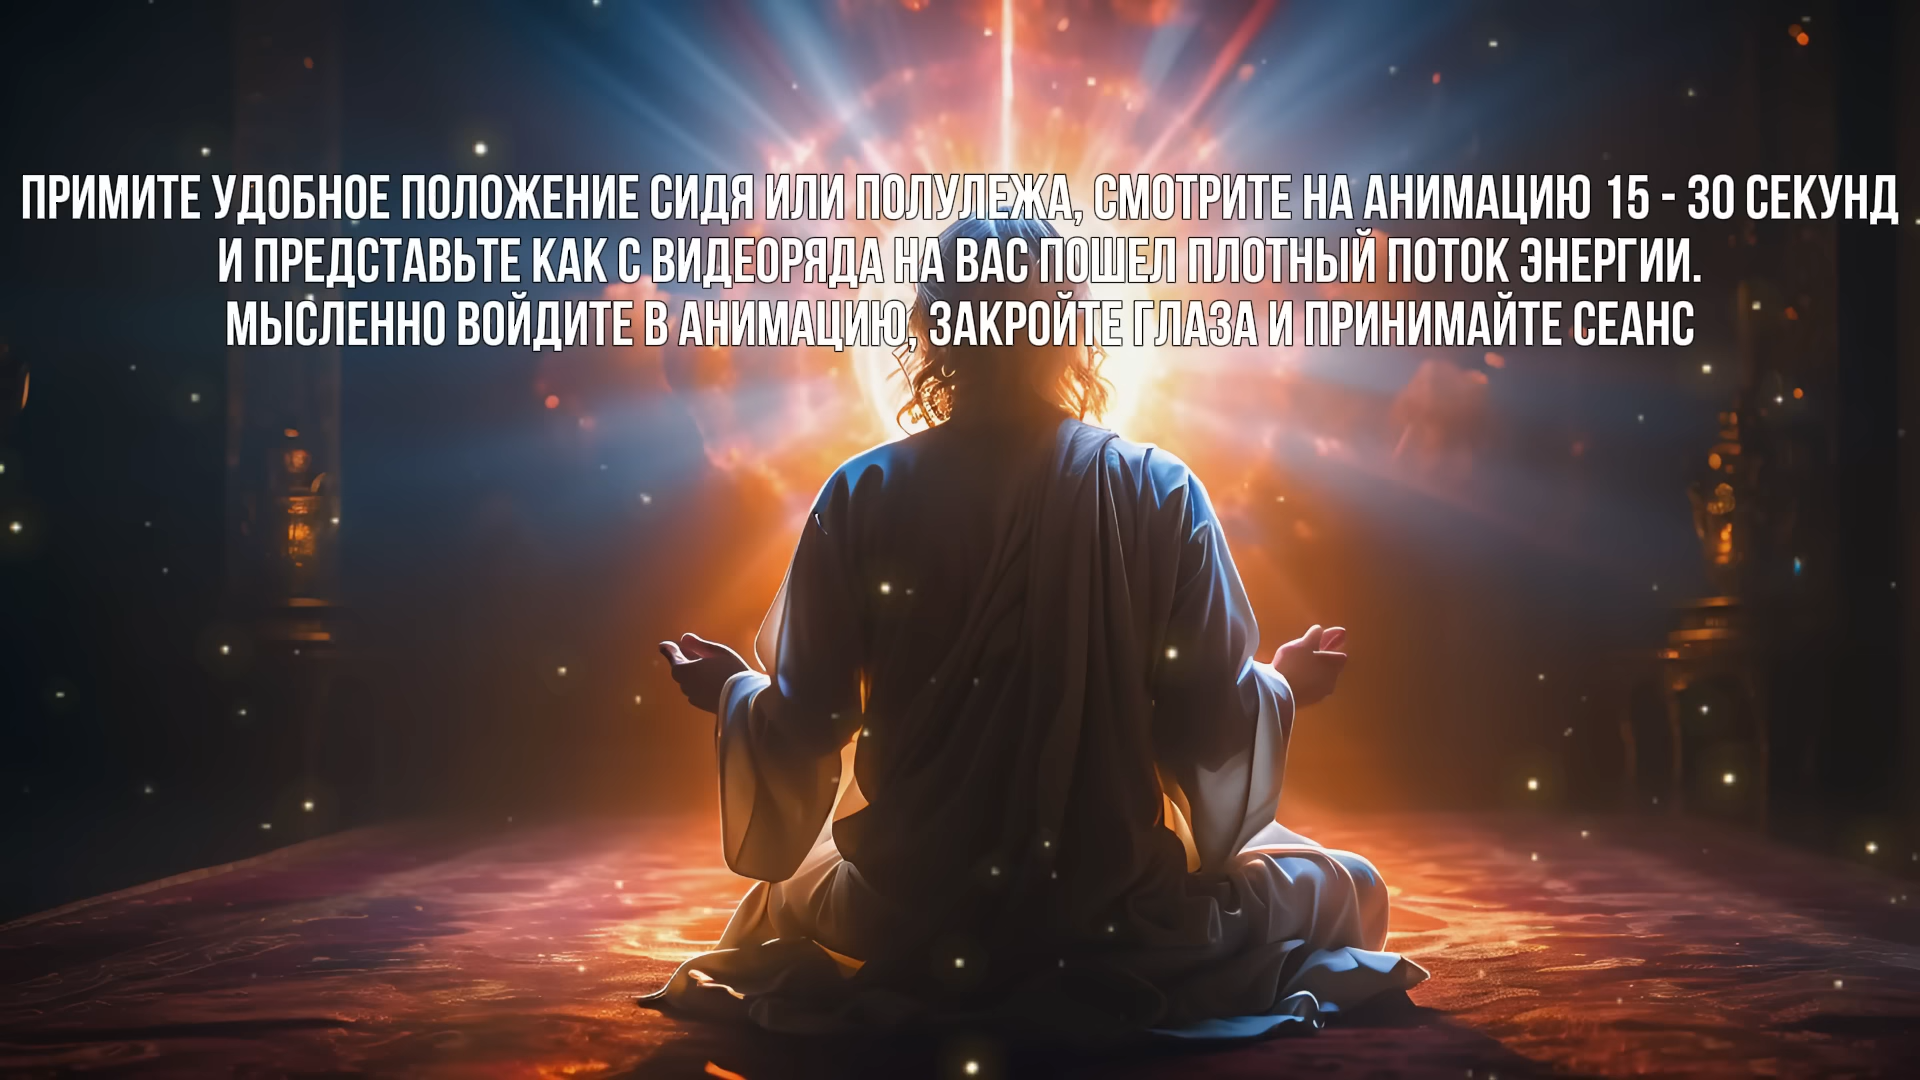 ПРИМИТЕ УДОБНОЕ ПОЛОЖЕНИЕ СИДЯ ИЛИ ПОЛУЛЕЖА, СМОТРИТЕ НА АНИМАЦИЮ 15 - 30 СЕКУНД
И ПРЕДСТАВЬТЕ КАК С ВИДЕОРЯДА НА ВАС ПОШЕЛ ПЛОТНЫЙ ПОТОК ЭНЕРГИИ.
МЫСЛЕННО ВОЙДИТЕ В АНИМАЦИЮ, ЗАКРОЙТЕ ГЛАЗА И ПРИНИМАЙТЕ СЕАНС